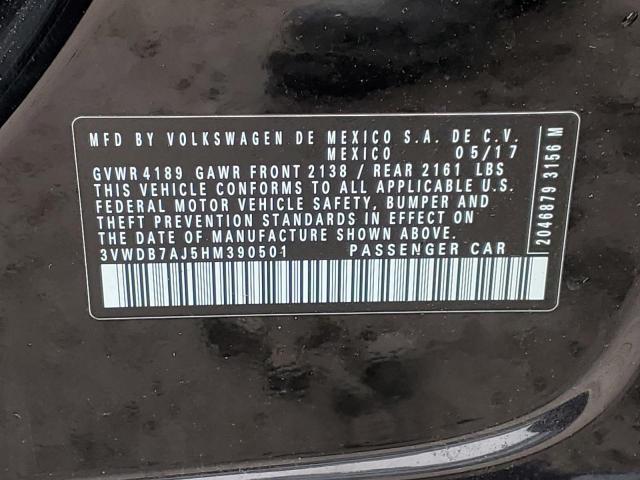 MFD BY VOLKSWAGEN DE MEXICO S.A. DE C.V.
MEXICO 05/17
GVWR 4189 GAWR FRONT 2138 / REAR 2161 LBS
THIS VEHICLE CONFORMS TO ALL APPLICABLE U.S.
FEDERAL MOTOR VEHICLE SAFETY, BUMPER AND
THEFT PREVENTION STANDARDS IN EFFECT ON
THE DATE OF MANUFACTURE SHOWN ABOVE.
3VWDB7AJ5HM390501 PASSENGER CAR
2046879 3156 M